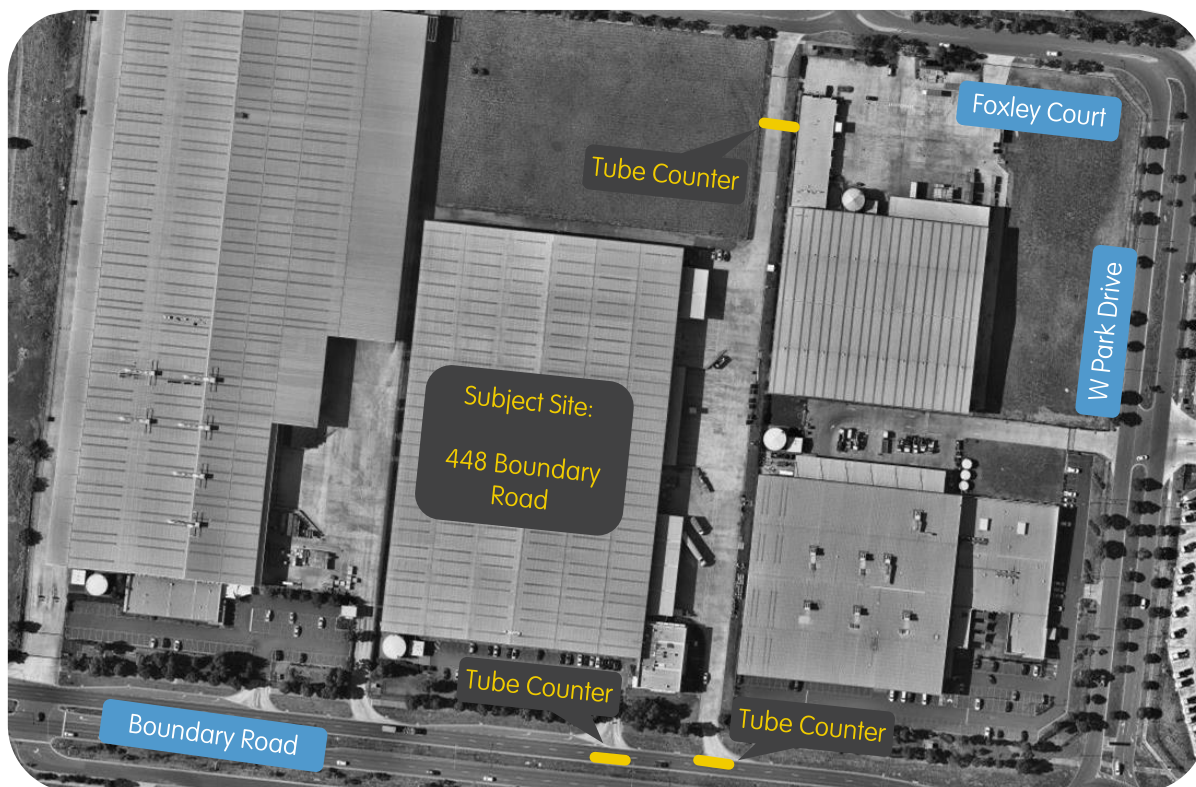 Foxley Court
Tube Counter
W Park Drive
Subject Site:
448 Boundary
Road
Tube Counter
Tube Counter
Boundary Road